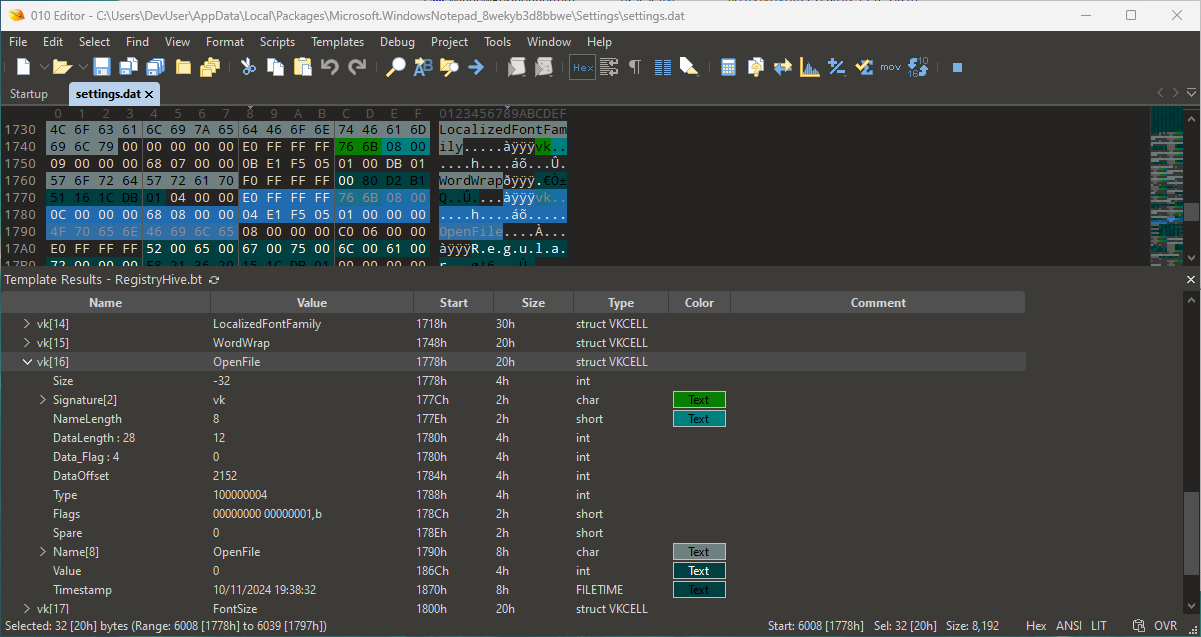 010 Editor - C:\Users\DevUser\AppData\Local\Packages\Microsoft.WindowsNotepad_8wekyb3d8bbwe\Settings\settings.dat
File Edit Select Find View Format Scripts Templates Debug Project Tools Window Help
Hex mov
Startup settings.dat
0 1 2 3 4 5 6 7 8 9 A B C D E F 0123456789ABCDEF
1730 4C 6F 63 61 6C 69 7A 65 64 46 6F 6E 74 46 61 6D LocalizedFontFam
1740 69 6C 79 00 00 00 00 00 E0 FF FF FF 76 6B 08 00 ily.....àÿÿÿvk..
1750 09 00 00 00 68 07 00 00 0B E1 F5 05 01 00 DB 01 ....h....áõ...Û.
1760 57 6F 72 64 57 72 61 70 F0 FF FF FF 00 80 D2 B1 WordWrapðÿÿÿ.€Ò±
1770 51 16 1C DB 01 04 00 00 E0 FF FF FF 76 6B 08 00 Q..Û....àÿÿÿvk..
1780 0C 00 00 00 68 08 00 00 04 E1 F5 05 01 00 00 00 ....h....áõ.....
1790 4F 70 65 6E 46 69 6C 65 08 00 00 00 C0 06 00 00 OpenFile....À...
17A0 E0 FF FF FF 52 00 65 00 67 00 75 00 6C 00 61 00 àÿÿÿR.e.g.u.l.a.
Template Results - RegistryHive.bt
Name Value Start Size Type Color Comment
vk[14] LocalizedFontFamily 1718h 30h struct VKCELL
vk[15] WordWrap 1748h 20h struct VKCELL
vk[16] OpenFile 1778h 20h struct VKCELL
Size -32 1778h 4h int
Signature[2] vk 177Ch 2h char Text
NameLength 8 177Eh 2h short Text
DataLength : 28 12 1780h 4h int
Data_Flag : 4 0 1780h 4h int
DataOffset 2152 1784h 4h int
Type 100000004 1788h 4h int
Flags 00000000 00000001,b 178Ch 2h short
Spare 0 178Eh 2h short
Name[8] OpenFile 1790h 8h char Text
Value 0 186Ch 4h int Text
Timestamp 10/11/2024 19:38:32 1870h 8h FILETIME Text
vk[17] FontSize 1800h 20h struct VKCELL
Selected: 32 [20h] bytes (Range: 6008 [1778h] to 6039 [1797h]) Start: 6008 [1778h] Sel: 32 [20h] Size: 8,192 Hex ANSI LIT OVR